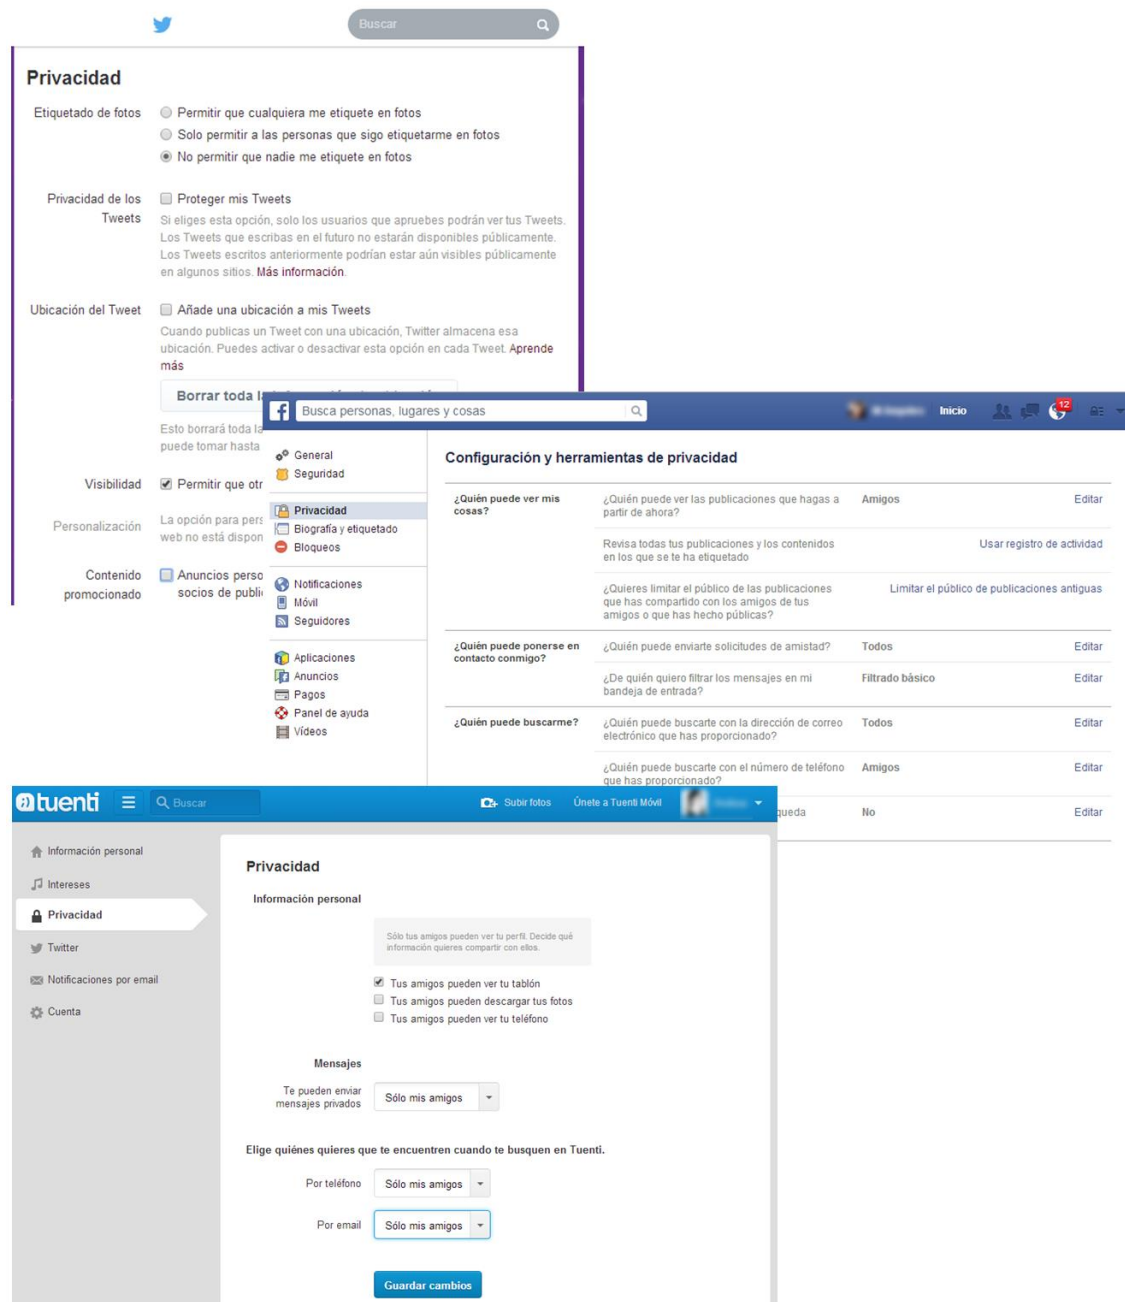 Buscar
Privacidad
Etiquetado de fotos
Permitir que cualquiera me etiquete en fotos
Solo permitir a las personas que sigo etiquetarme en fotos
No permitir que nadie me etiquete en fotos
Privacidad de los
Tweets
Proteger mis Tweets
Si eliges esta opción, solo los usuarios que apruebes podrán ver tus Tweets.
Los Tweets que escribas en el futuro no estarán disponibles públicamente.
Los Tweets escritos anteriormente podrían estar aún visibles públicamente
en algunos sitios. Más información.
Ubicación del Tweet
Añade una ubicación a mis Tweets
Cuando publicas un Tweet con una ubicación, Twitter almacena esa
ubicación. Puedes activar o desactivar esta opción en cada Tweet. Aprende
más
Borrar toda
Esto borrará toda la
puede tomar hasta
Visibilidad
Permitir que otr
Personalización
La opción para pers
web no está dispon
Contenido
promocionado
Anuncios perso
socios de publi
Busca personas, lugares y cosas
Inicio
12
General
Seguridad
Privacidad
Biografía y etiquetado
Bloqueos
Notificaciones
Móvil
Seguidores
Aplicaciones
Anuncios
Pagos
Panel de ayuda
Vídeos
Configuración y herramientas de privacidad
¿Quién puede ver mis
cosas?
¿Quién puede ver las publicaciones que hagas a
partir de ahora?
Amigos
Editar
Revisa todas tus publicaciones y los contenidos
en los que se te ha etiquetado
Usar registro de actividad
¿Quieres limitar el público de las publicaciones
que has compartido con los amigos de tus
amigos o que has hecho públicas?
Limitar el público de publicaciones antiguas
¿Quién puede ponerse en
contacto conmigo?
¿Quién puede enviarte solicitudes de amistad?
Todos
Editar
¿De quién quiero filtrar los mensajes en mi
bandeja de entrada?
Filtrado básico
Editar
¿Quién puede buscarme?
¿Quién puede buscarte con la dirección de correo
electrónico que has proporcionado?
Todos
Editar
¿Quién puede buscarte con el número de teléfono
que has proporcionado?
Amigos
Editar
queda
No
Editar
tuenti
Buscar
Subir fotos
Únete a Tuenti Móvil
Información personal
Intereses
Privacidad
Twitter
Notificaciones por email
Cuenta
Privacidad
Información personal
Sólo tus amigos pueden ver tu perfil. Decide qué
información quieres compartir con ellos.
Tus amigos pueden ver tu tablón
Tus amigos pueden descargar tus fotos
Tus amigos pueden ver tu teléfono
Mensajes
Te pueden enviar
mensajes privados
Sólo mis amigos
Elige quiénes quieres que te encuentren cuando te busquen en Tuenti.
Por teléfono
Sólo mis amigos
Por email
Sólo mis amigos
Guardar cambios